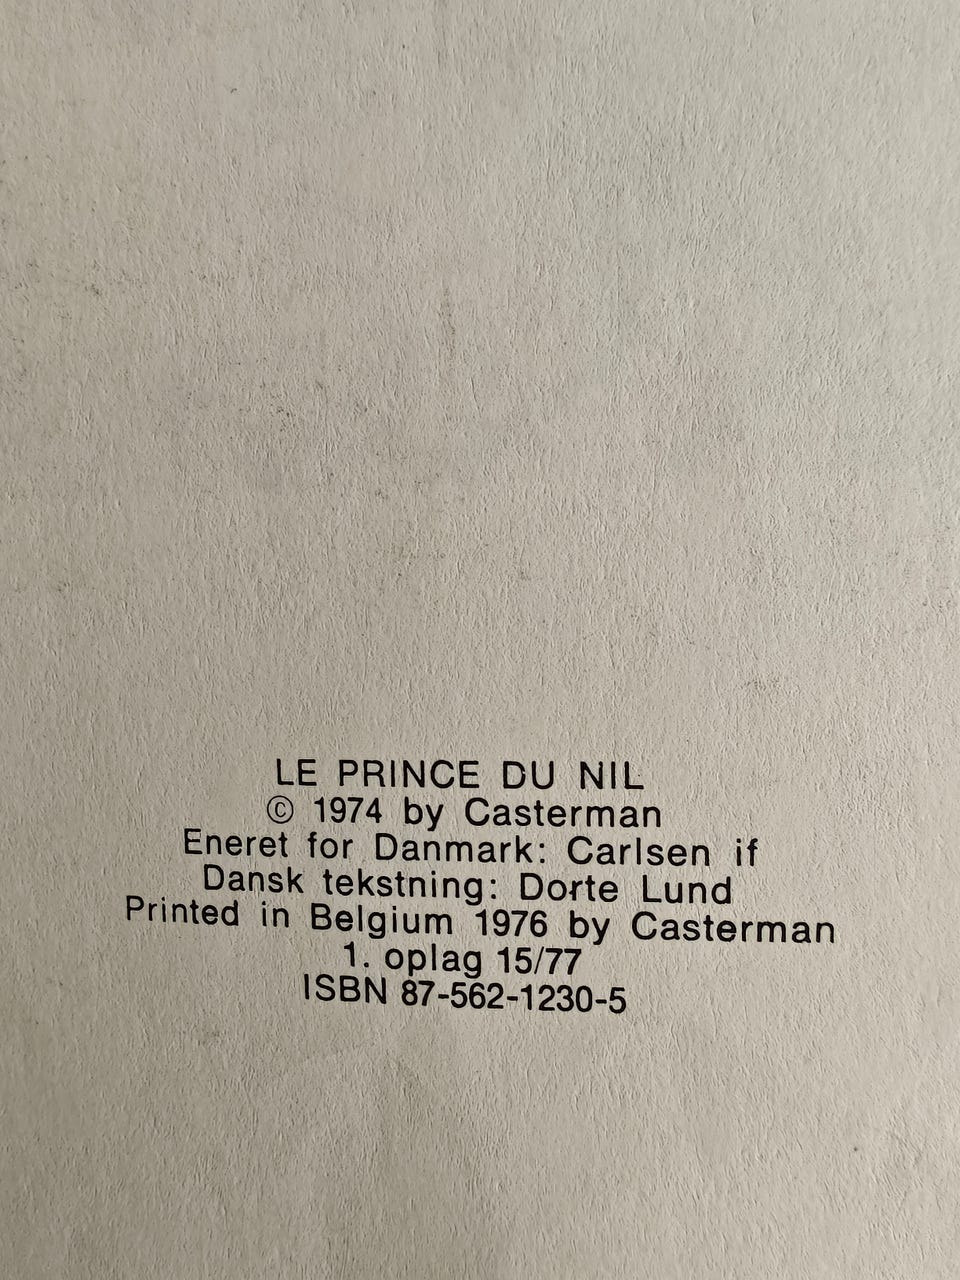 LE PRINCE DU NIL
© 1974 by Casterman
Eneret for Danmark: Carlsen if
Dansk tekstning: Dorte Lund
Printed in Belgium 1976 by Casterman
1. oplag 15/77
ISBN 87-562-1230-5